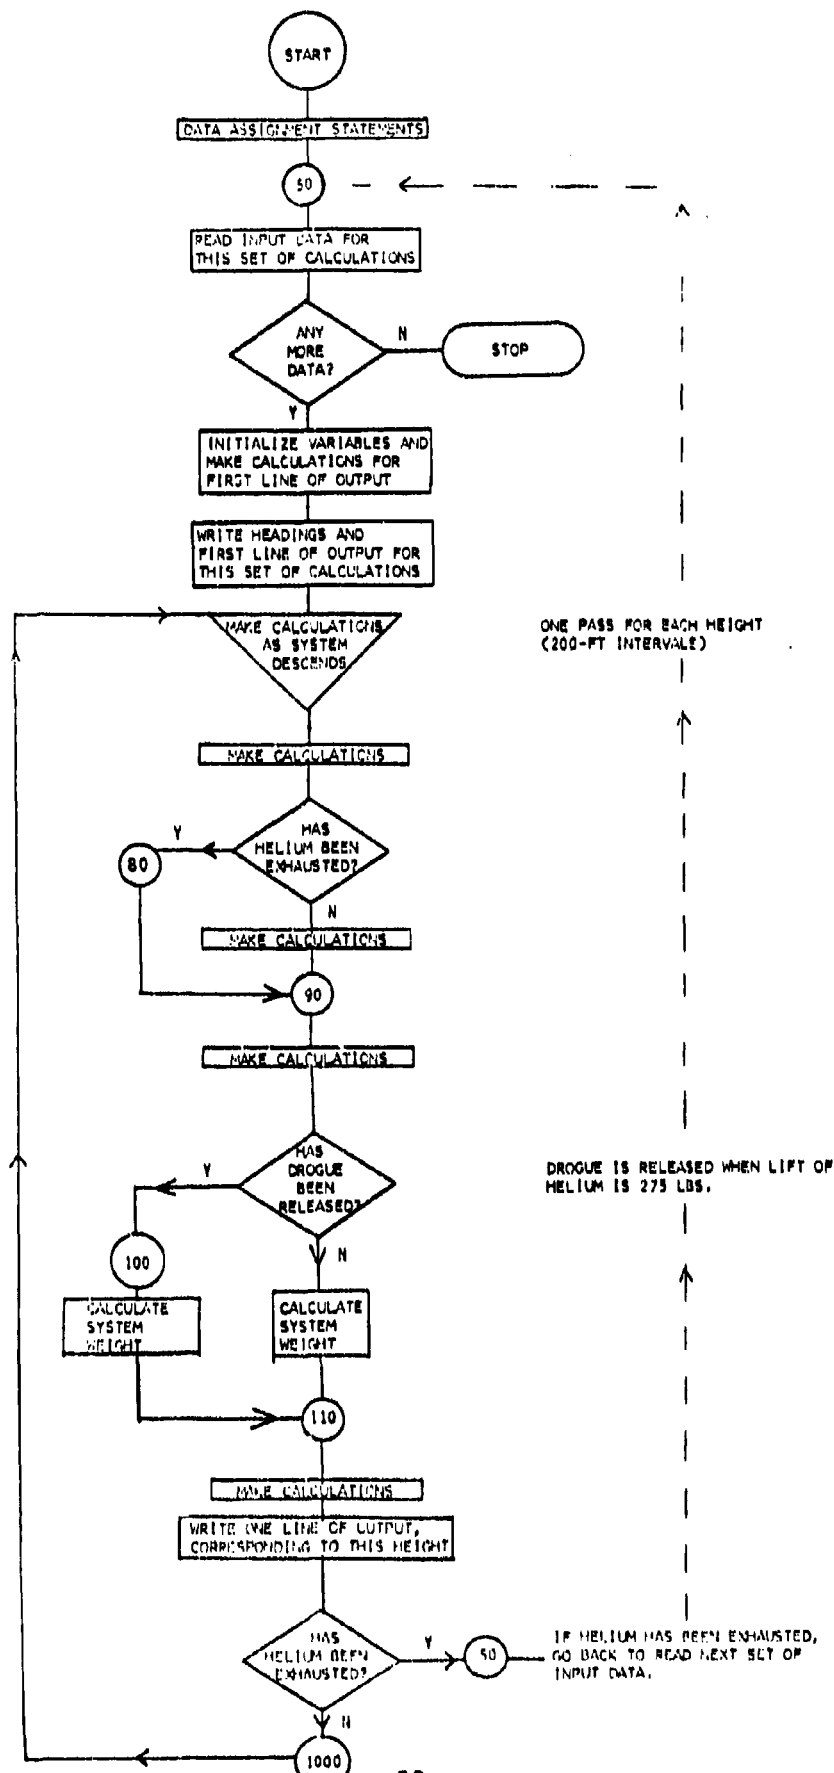 START
DATA ASSIGNMENT STATEMENTS
50
READ INPUT DATA FOR
THIS SET OF CALCULATIONS
ANY
MORE
DATA?
N
STOP
Y
INITIALIZE VARIABLES AND
MAKE CALCULATIONS FOR
FIRST LINE OF OUTPUT
WRITE HEADINGS AND
FIRST LINE OF OUTPUT FOR
THIS SET OF CALCULATIONS
MAKE CALCULATIONS
AS SYSTEM
DESCENDS
ONE PASS FOR EACH HEIGHT
(200-FT INTERVALS)
MAKE CALCULATIONS
HAS
HELIUM BEEN
EXHAUSTED?
Y
80
N
MAKE CALCULATIONS
90
MAKE CALCULATIONS
HAS
DROGUE
BEEN
RELEASED?
Y
N
DROGUE IS RELEASED WHEN LIFT OF
HELIUM IS 275 LBS.
100
CALCULATE
SYSTEM
WEIGHT
CALCULATE
SYSTEM
WEIGHT
110
MAKE CALCULATIONS
WRITE ONE LINE OF OUTPUT,
CORRESPONDING TO THIS HEIGHT
HAS
HELIUM BEEN
EXHAUSTED?
Y
50
IF HELIUM HAS BEEN EXHAUSTED,
GO BACK TO READ NEXT SET OF
INPUT DATA.
N
1000